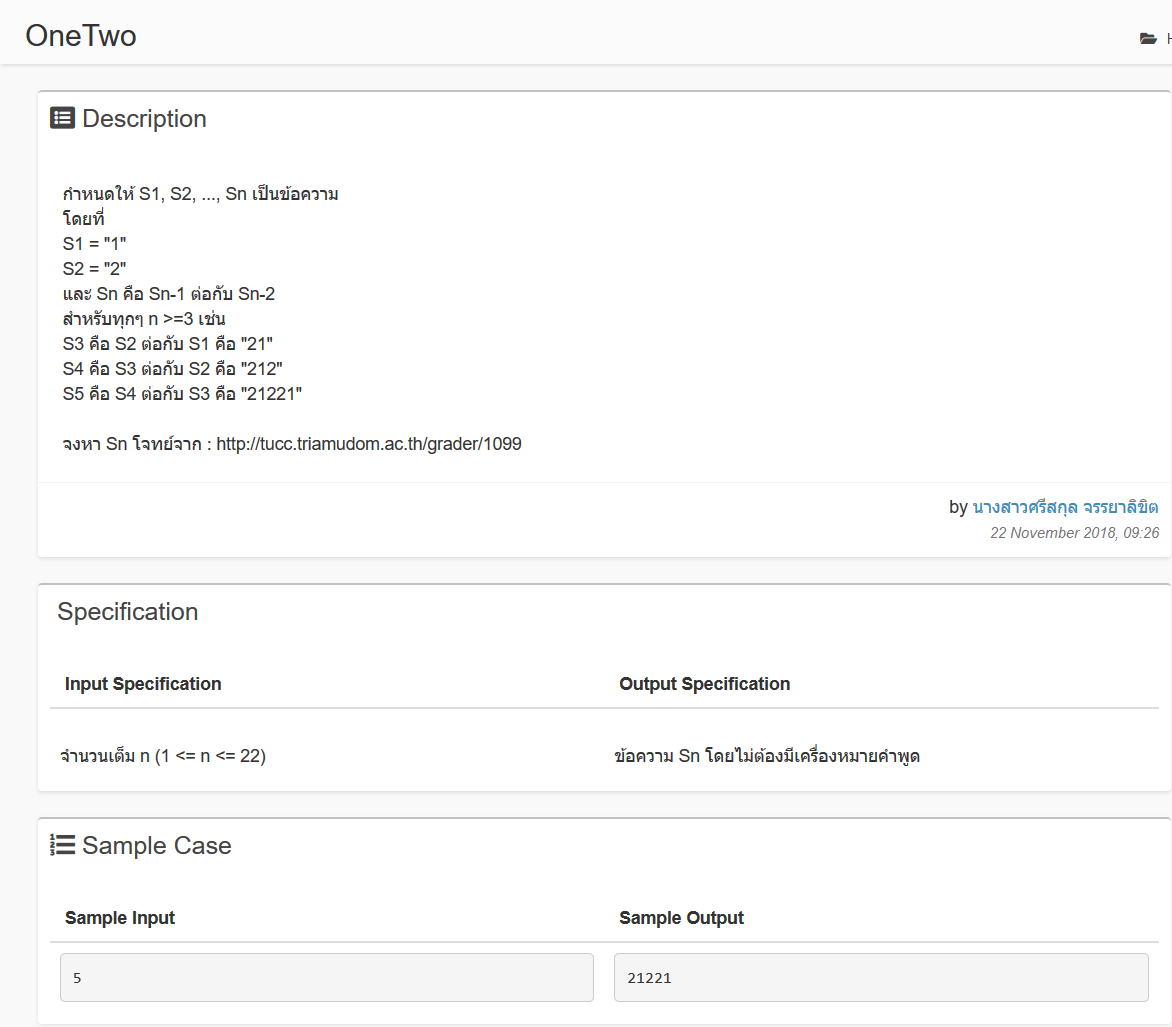 OneTwo
Description
กำหนดให้ S1, S2, ..., Sn เป็นข้อความ
โดยที่
S1 = "1"
S2 = "2"
และ Sn คือ Sn-1 ต่อกับ Sn-2
สำหรับทุกๆ n >=3 เช่น
S3 คือ S2 ต่อกับ S1 คือ "21"
S4 คือ S3 ต่อกับ S2 คือ "212"
S5 คือ S4 ต่อกับ S3 คือ "21221"
จงหา Sn โจทย์จาก : http://tucc.triamudom.ac.th/grader/1099
by นางสาวศรีสกุล จรรยาลิขิต
22 November 2018, 09:26
Specification
Input Specification
Output Specification
จำนวนเต็ม n (1 <= n <= 22)
ข้อความ Sn โดยไม่ต้องมีเครื่องหมายคำพูด
Sample Case
Sample Input
Sample Output
5
21221